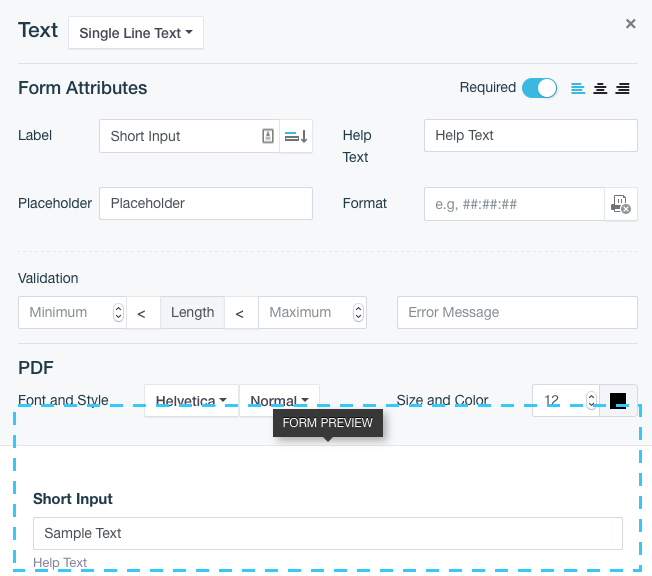 Text Single Line Text ×
Form Attributes Required
Label Short Input Help Text Help Text
Placeholder Placeholder Format e.g, ##:##:##
Validation
Minimum < Length < Maximum Error Message
PDF
Font and Style Helvetica Normal Size and Color 12
FORM PREVIEW
Short Input
Sample Text
Help Text